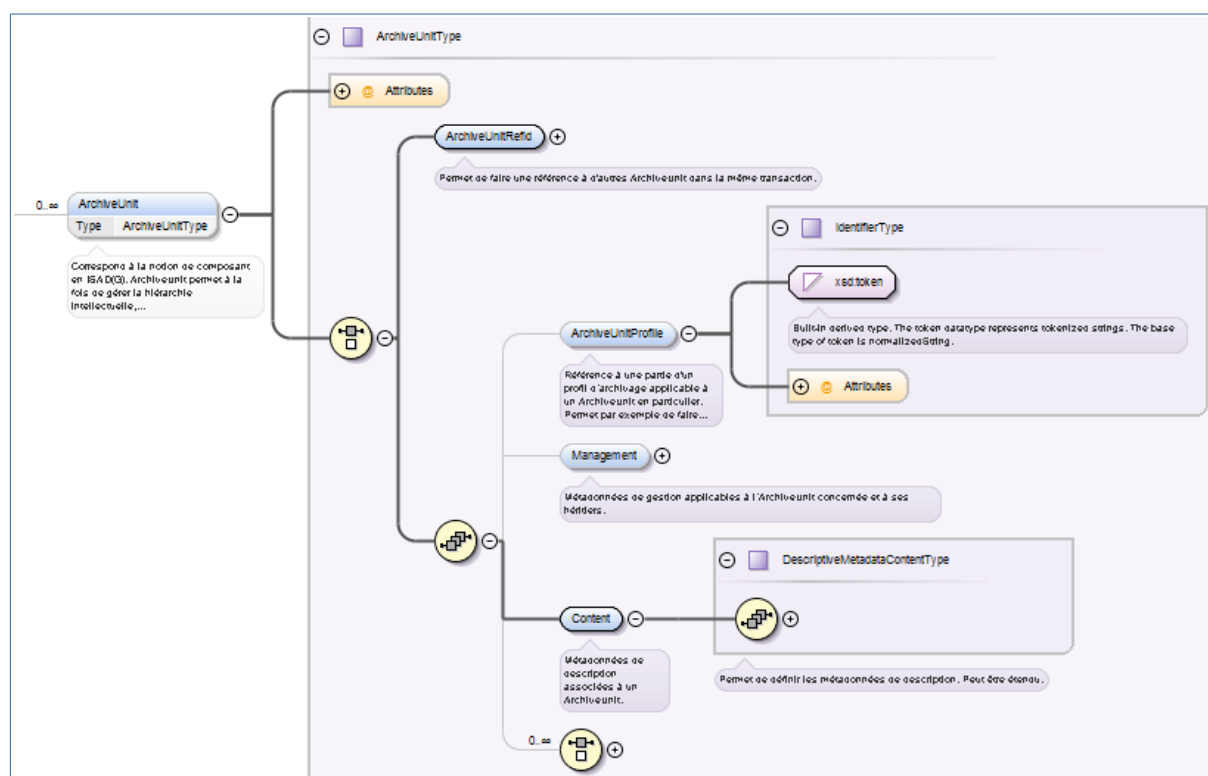 ArchiveUnitType
Attributes
ArchiveUnitRefId
Permet de faire une référence à d'autres ArchiveUnit dans la même transaction.
0..∞
ArchiveUnit
Type ArchiveUnitType
Correspond à la notion de composant
en ISAD(G). ArchiveUnit permet à la
fois de gérer la hiérarchie
intellectuelle,...
IdentifierType
xsd:token
Built-in derived type. The token datatype represents tokenized strings. The base
type of token is normalizedString.
Attributes
ArchiveUnitProfile
Référence à une partie d'un
profil d'archivage applicable à
un ArchiveUnit en particulier.
Permet par exemple de faire...
Management
Métadonnées de gestion applicables à l'ArchiveUnit concernée et à ses
héritiers.
DescriptiveMetadataContentType
Content
Métadonnées de
description
associées à un
ArchiveUnit.
Permet de définir les métadonnées de description. Peut être étendu.
0..∞